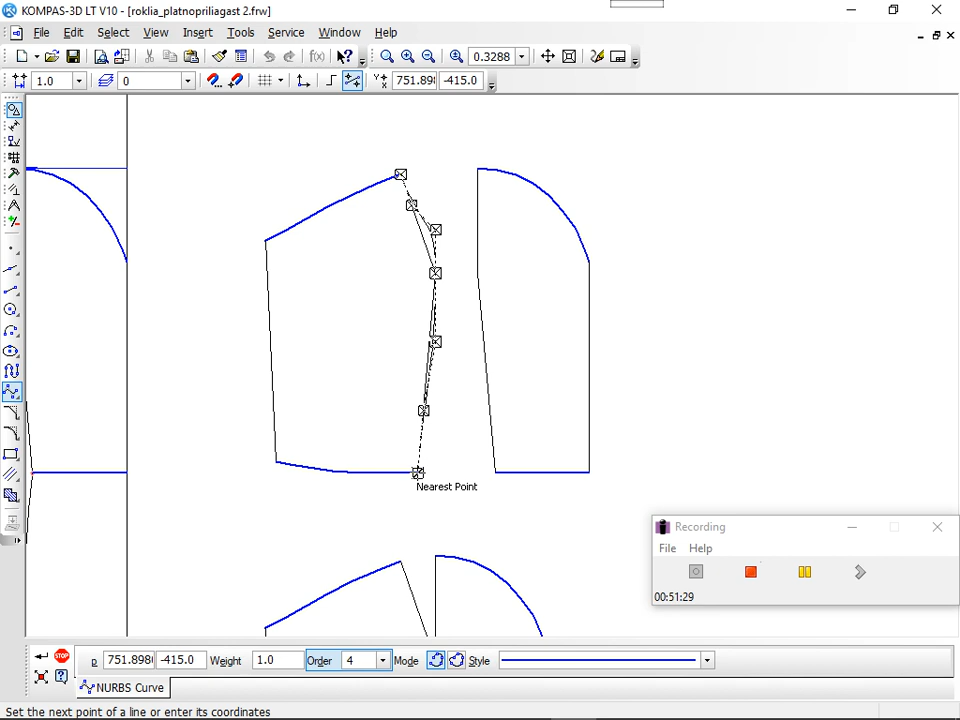 KOMPAS-3D LT V10 - [roklia_platnopriliagast 2.frw]
File Edit Select View Insert Tools Service Window Help
0.3288 f(x)
1.0 0 751.898 -415.0
Nearest Point
Recording
File Help
00:51:29
p 751.898 -415.0 Weight 1.0 Order 4 Mode Style
STOP
NURBS Curve
Set the next point of a line or enter its coordinates